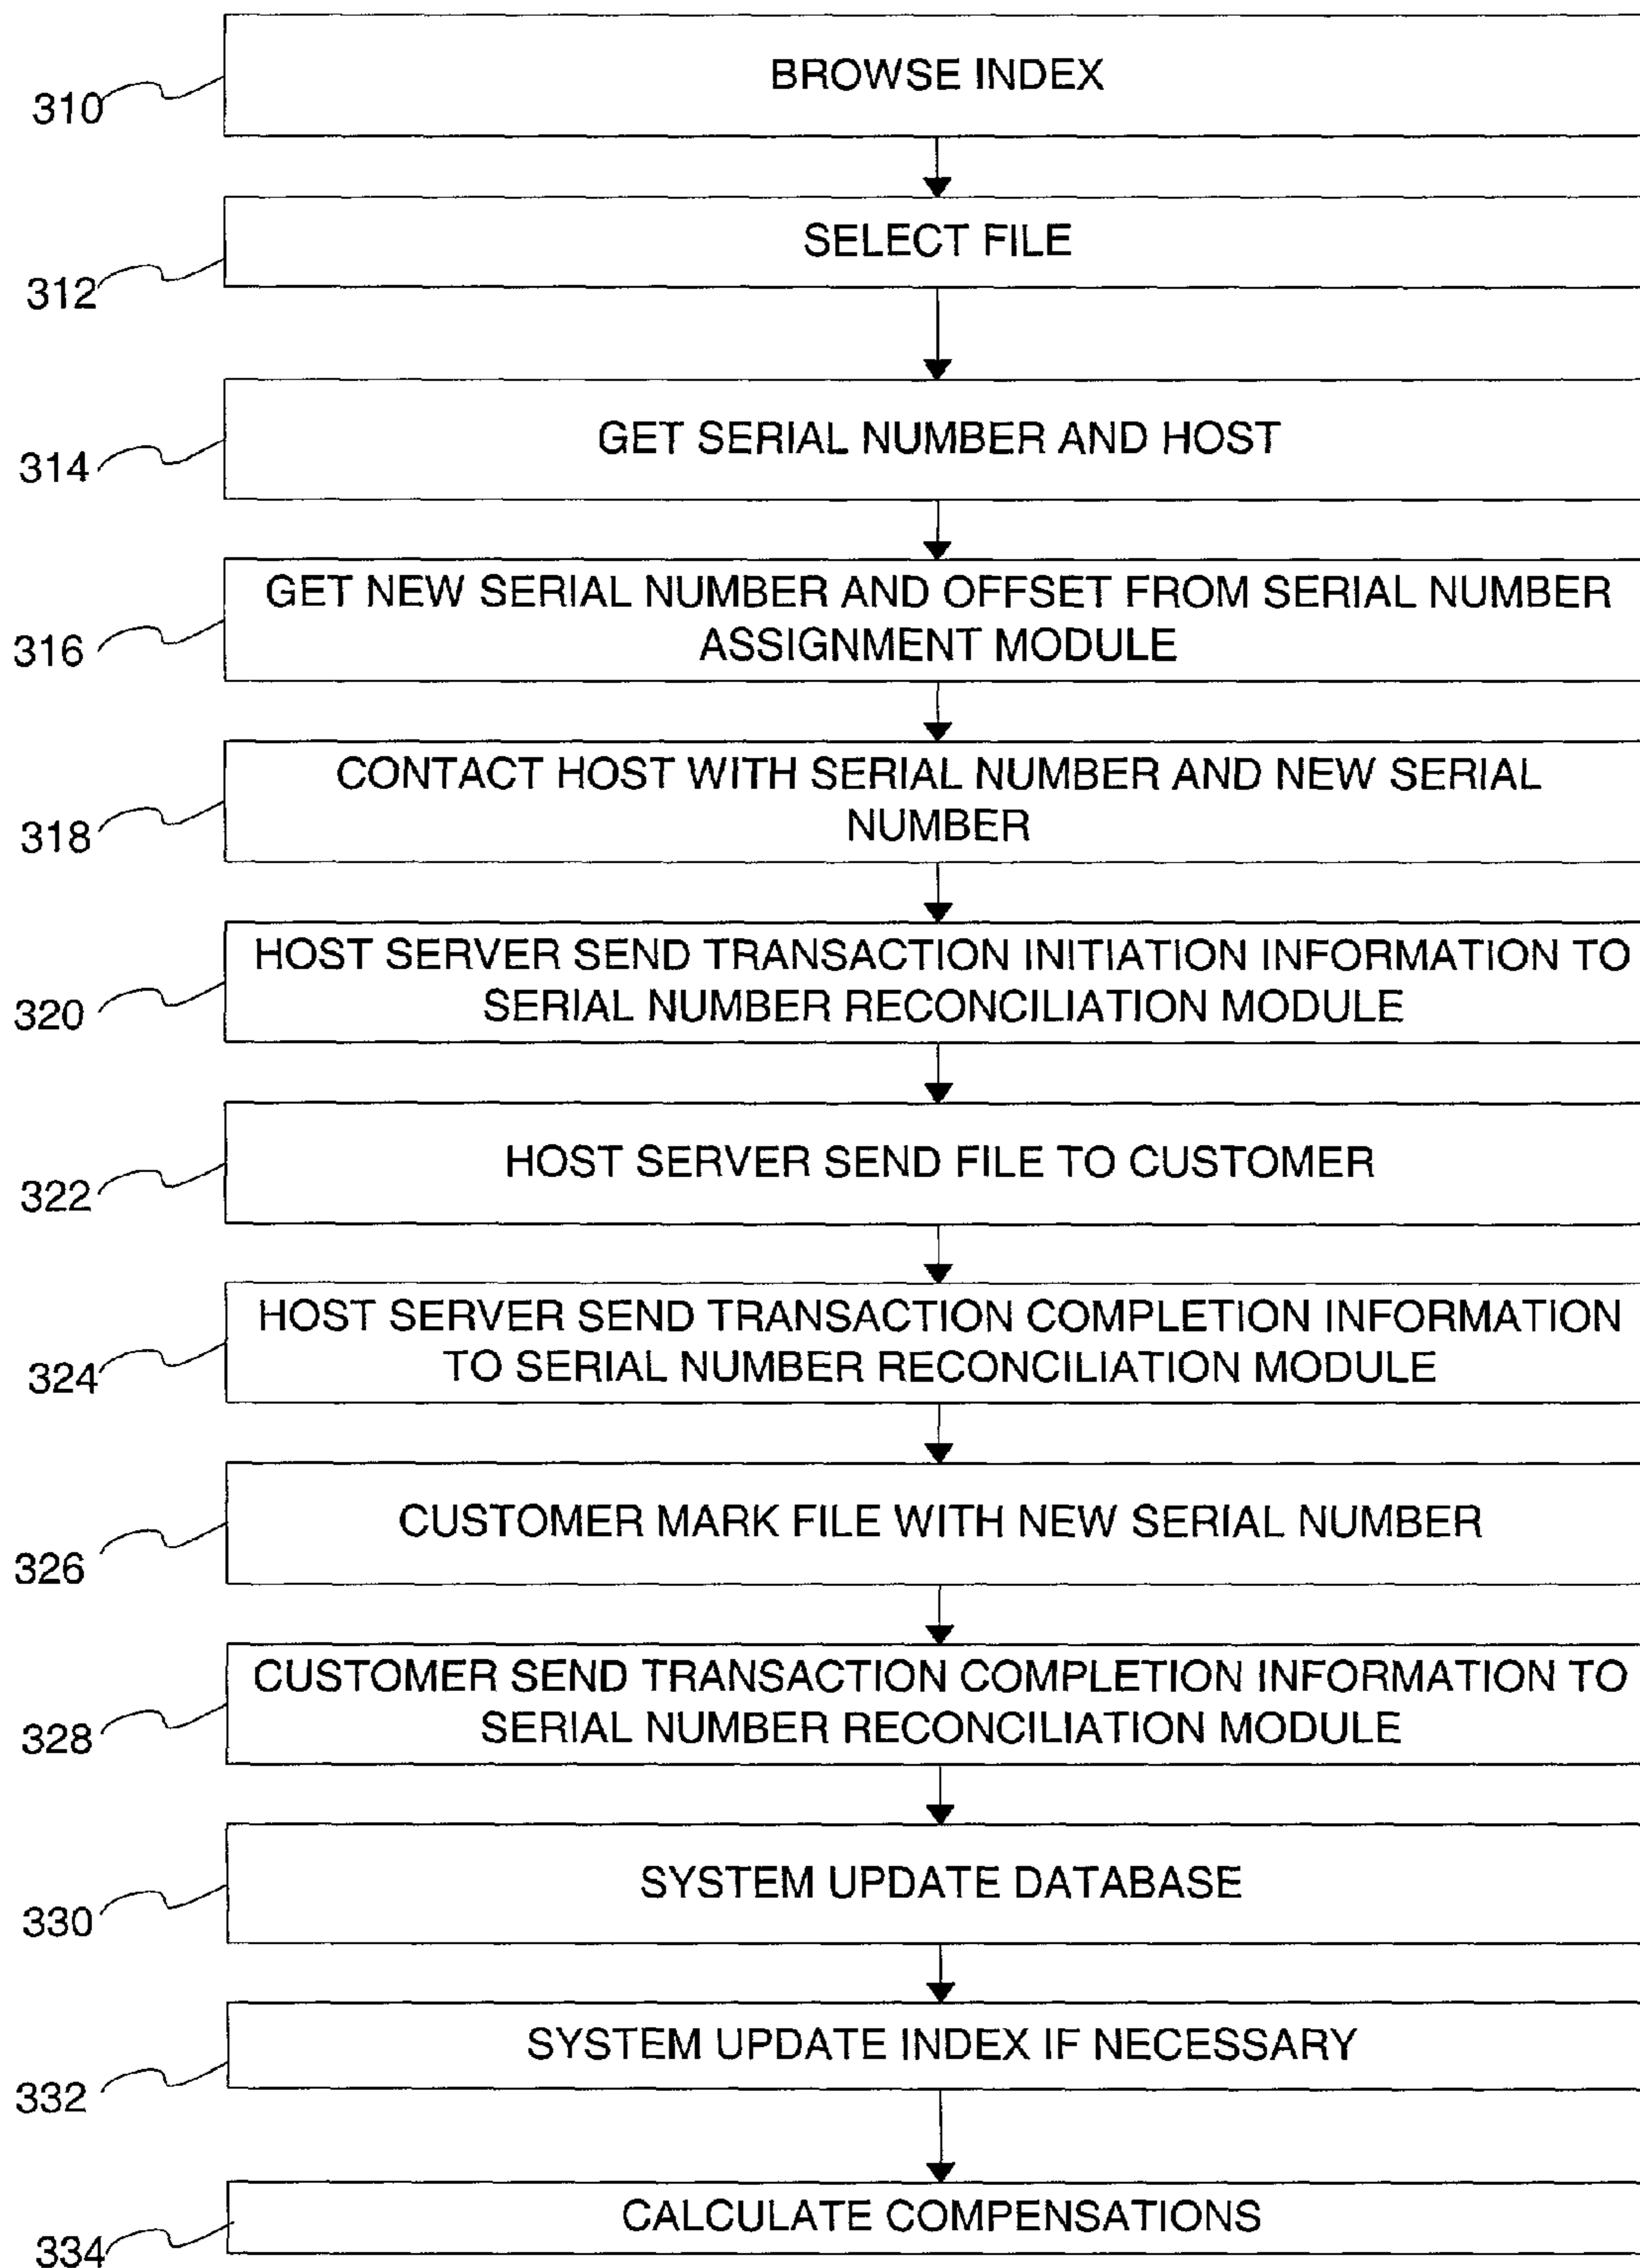 BROWSE INDEX
310
SELECT FILE
312
GET SERIAL NUMBER AND HOST
314
GET NEW SERIAL NUMBER AND OFFSET FROM SERIAL NUMBER
ASSIGNMENT MODULE
316
CONTACT HOST WITH SERIAL NUMBER AND NEW SERIAL
NUMBER
318
HOST SERVER SEND TRANSACTION INITIATION INFORMATION TO
SERIAL NUMBER RECONCILIATION MODULE
320
HOST SERVER SEND FILE TO CUSTOMER
322
HOST SERVER SEND TRANSACTION COMPLETION INFORMATION
TO SERIAL NUMBER RECONCILIATION MODULE
324
CUSTOMER MARK FILE WITH NEW SERIAL NUMBER
326
CUSTOMER SEND TRANSACTION COMPLETION INFORMATION TO
SERIAL NUMBER RECONCILIATION MODULE
328
SYSTEM UPDATE DATABASE
330
SYSTEM UPDATE INDEX IF NECESSARY
332
CALCULATE COMPENSATIONS
334